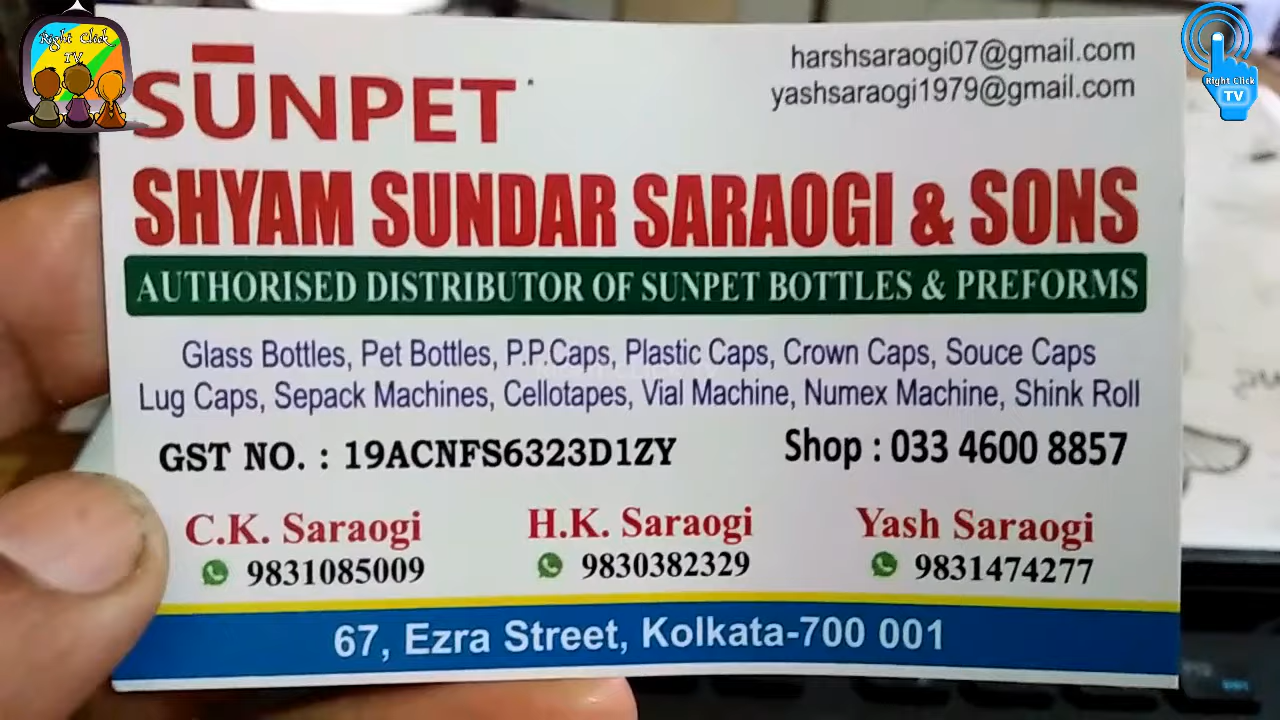 Right Click
TV
SUNPET
harshsaraogi07@gmail.com
yashsaraogi1979@gmail.com
Right Click
TV
SHYAM SUNDAR SARAOGI & SONS
AUTHORISED DISTRIBUTOR OF SUNPET BOTTLES & PREFORMS
Glass Bottles, Pet Bottles, P.P.Caps, Plastic Caps, Crown Caps, Souce Caps
Lug Caps, Sepack Machines, Cellotapes, Vial Machine, Numex Machine, Shink Roll
GST NO. : 19ACNFS6323D1ZY
Shop : 033 4600 8857
C.K. Saraogi
9831085009
H.K. Saraogi
9830382329
Yash Saraogi
9831474277
67, Ezra Street, Kolkata-700 001